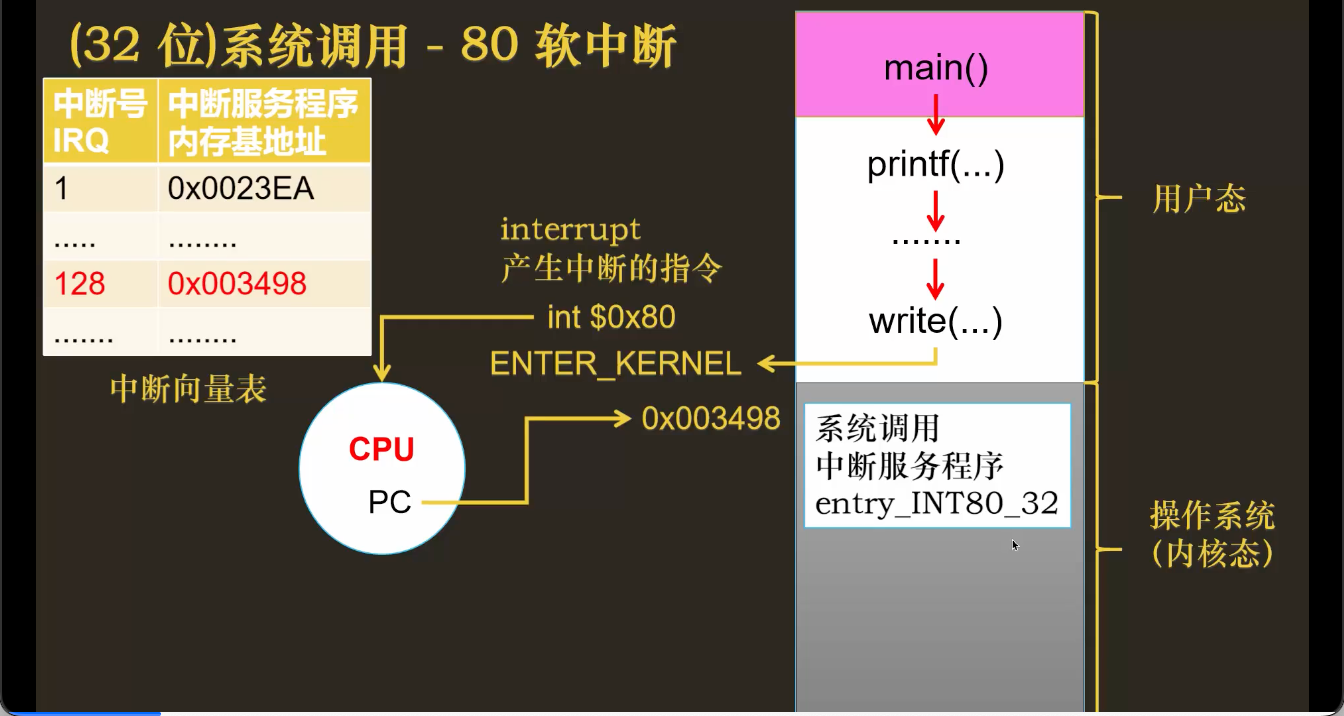 (32 位)系统调用 - 80 软中断
中断号 中断服务程序
IRQ 内存基地址
1 0x0023EA
..... ........
128 0x003498
....... ........
中断向量表
interrupt
产生中断的指令
int $0x80
ENTER_KERNEL
0x003498
CPU
PC
main()
printf(...)
.......
write(...)
用户态
系统调用
中断服务程序
entry_INT80_32
操作系统
(内核态)